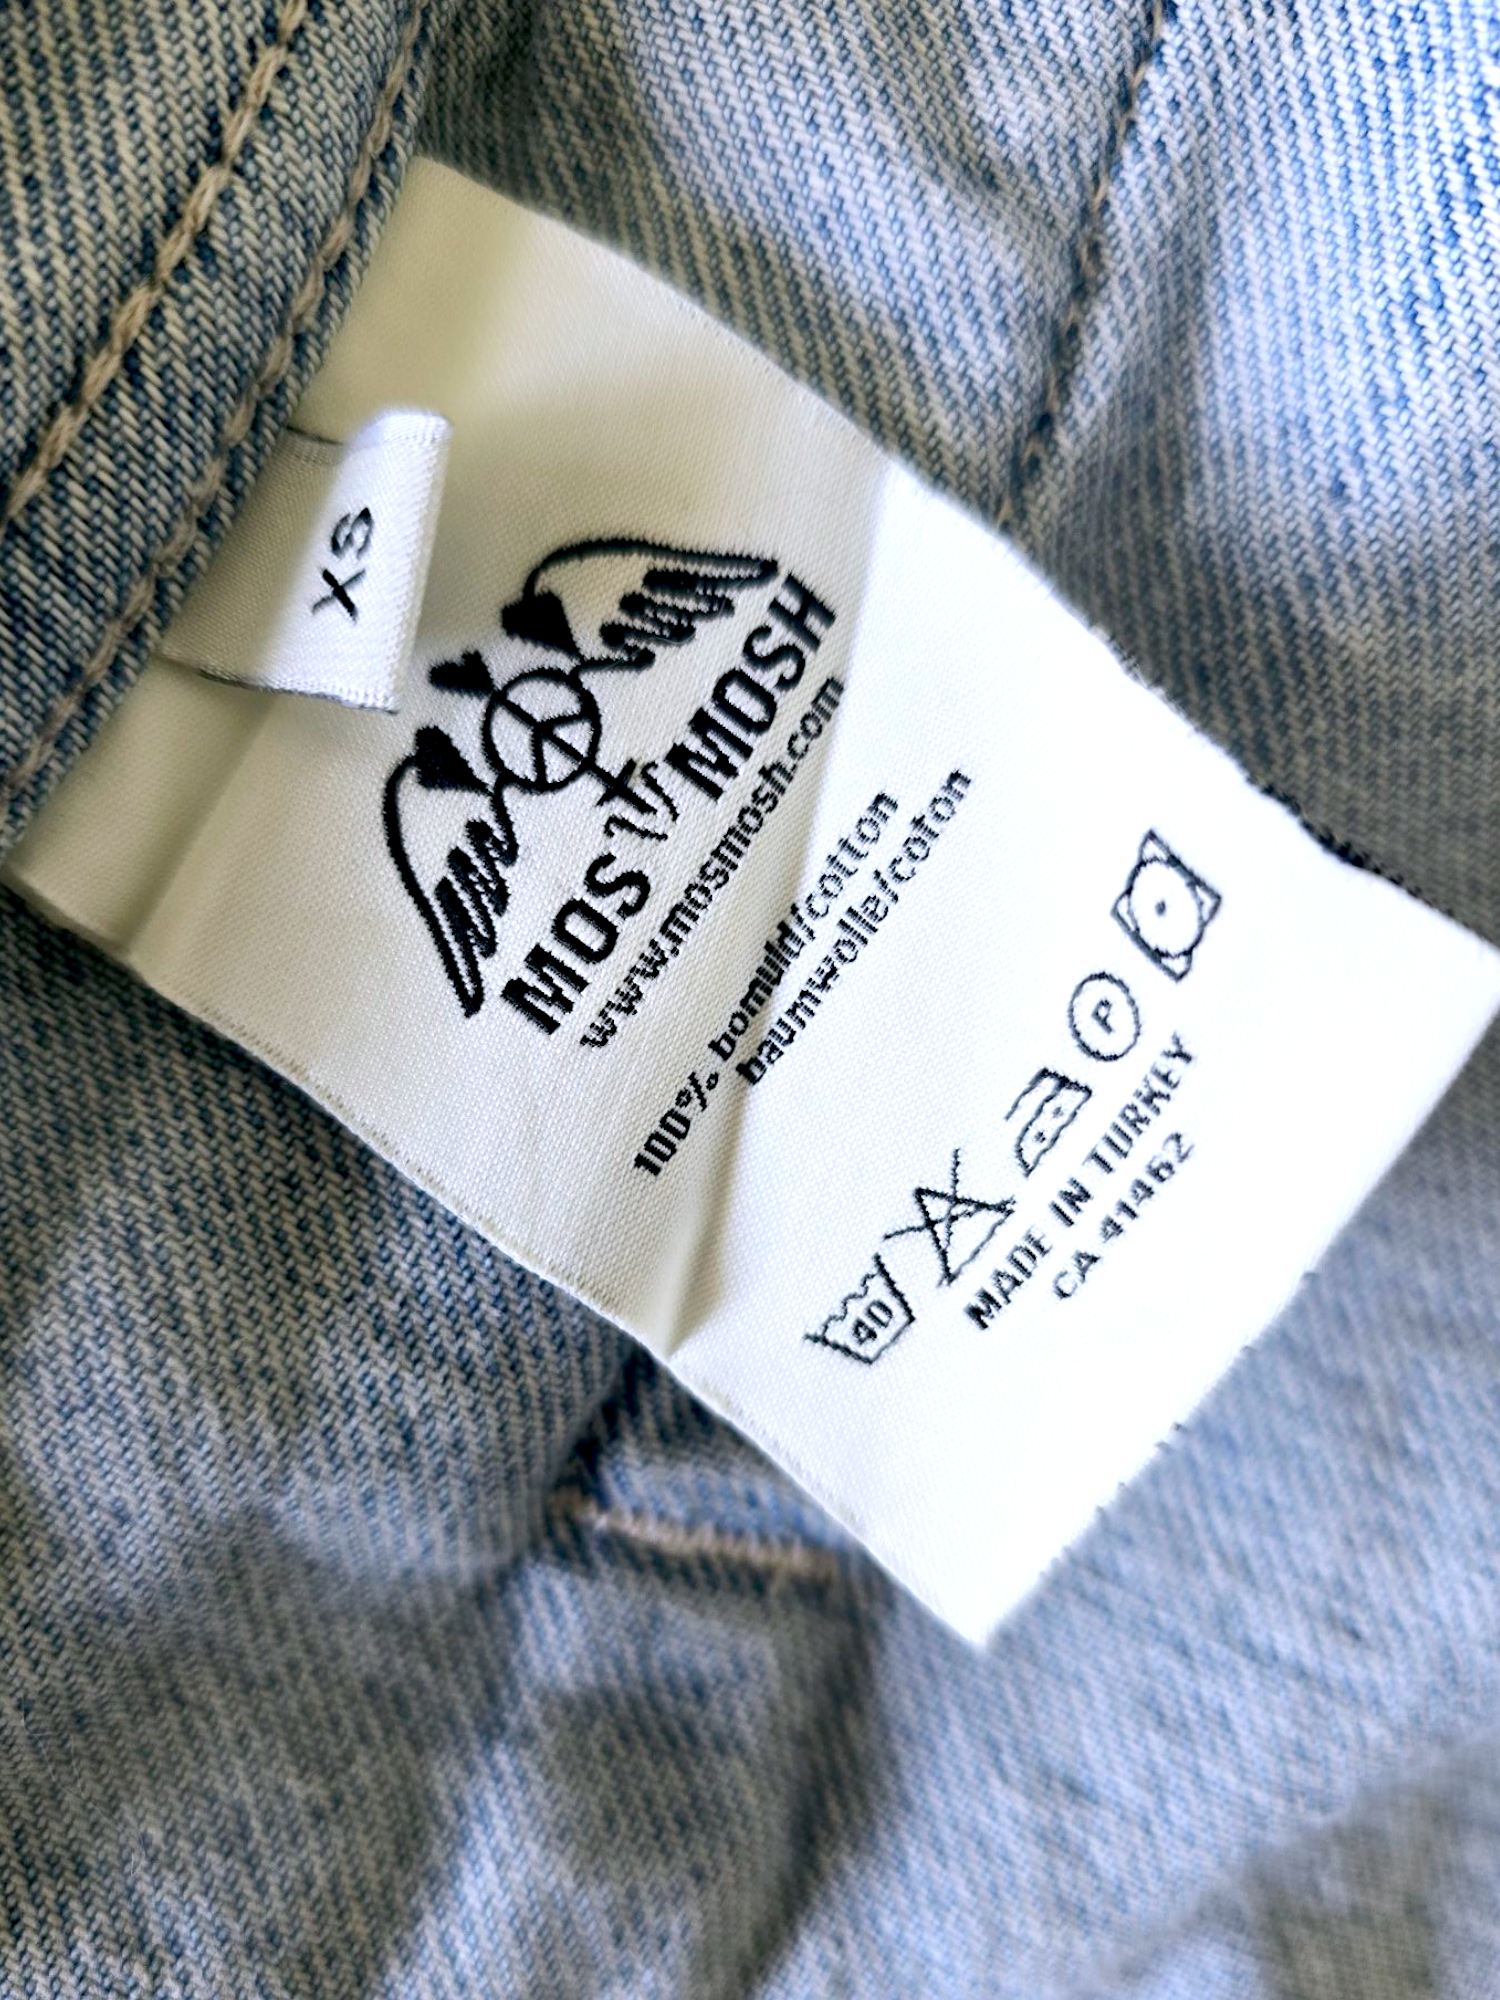 XS
MOS MOSH
www.mosmosh.com
100% bomuld/cotton
baumwolle/coton
40 P
MADE IN TURKEY
CA 41462